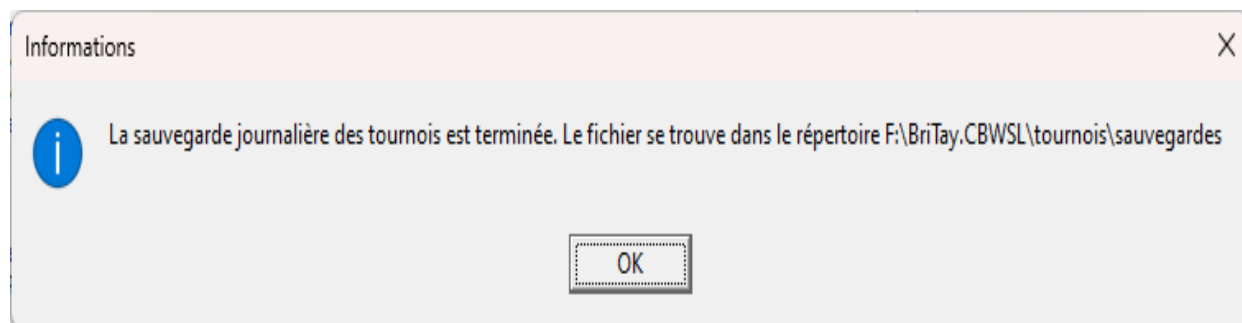 Informations
La sauvegarde journalière des tournois est terminée. Le fichier se trouve dans le répertoire F:\BriTay.CBWSL\tournois\sauvegardes
OK